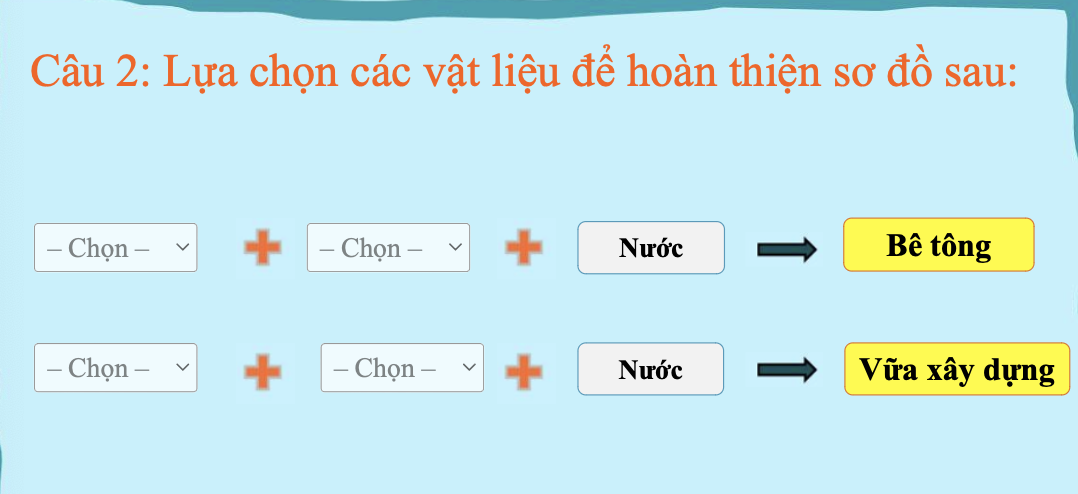 Câu 2: Lựa chọn các vật liệu để hoàn thiện sơ đồ sau:
– Chọn – – Chọn – Nước Bê tông
– Chọn – – Chọn – Nước Vữa xây dựng